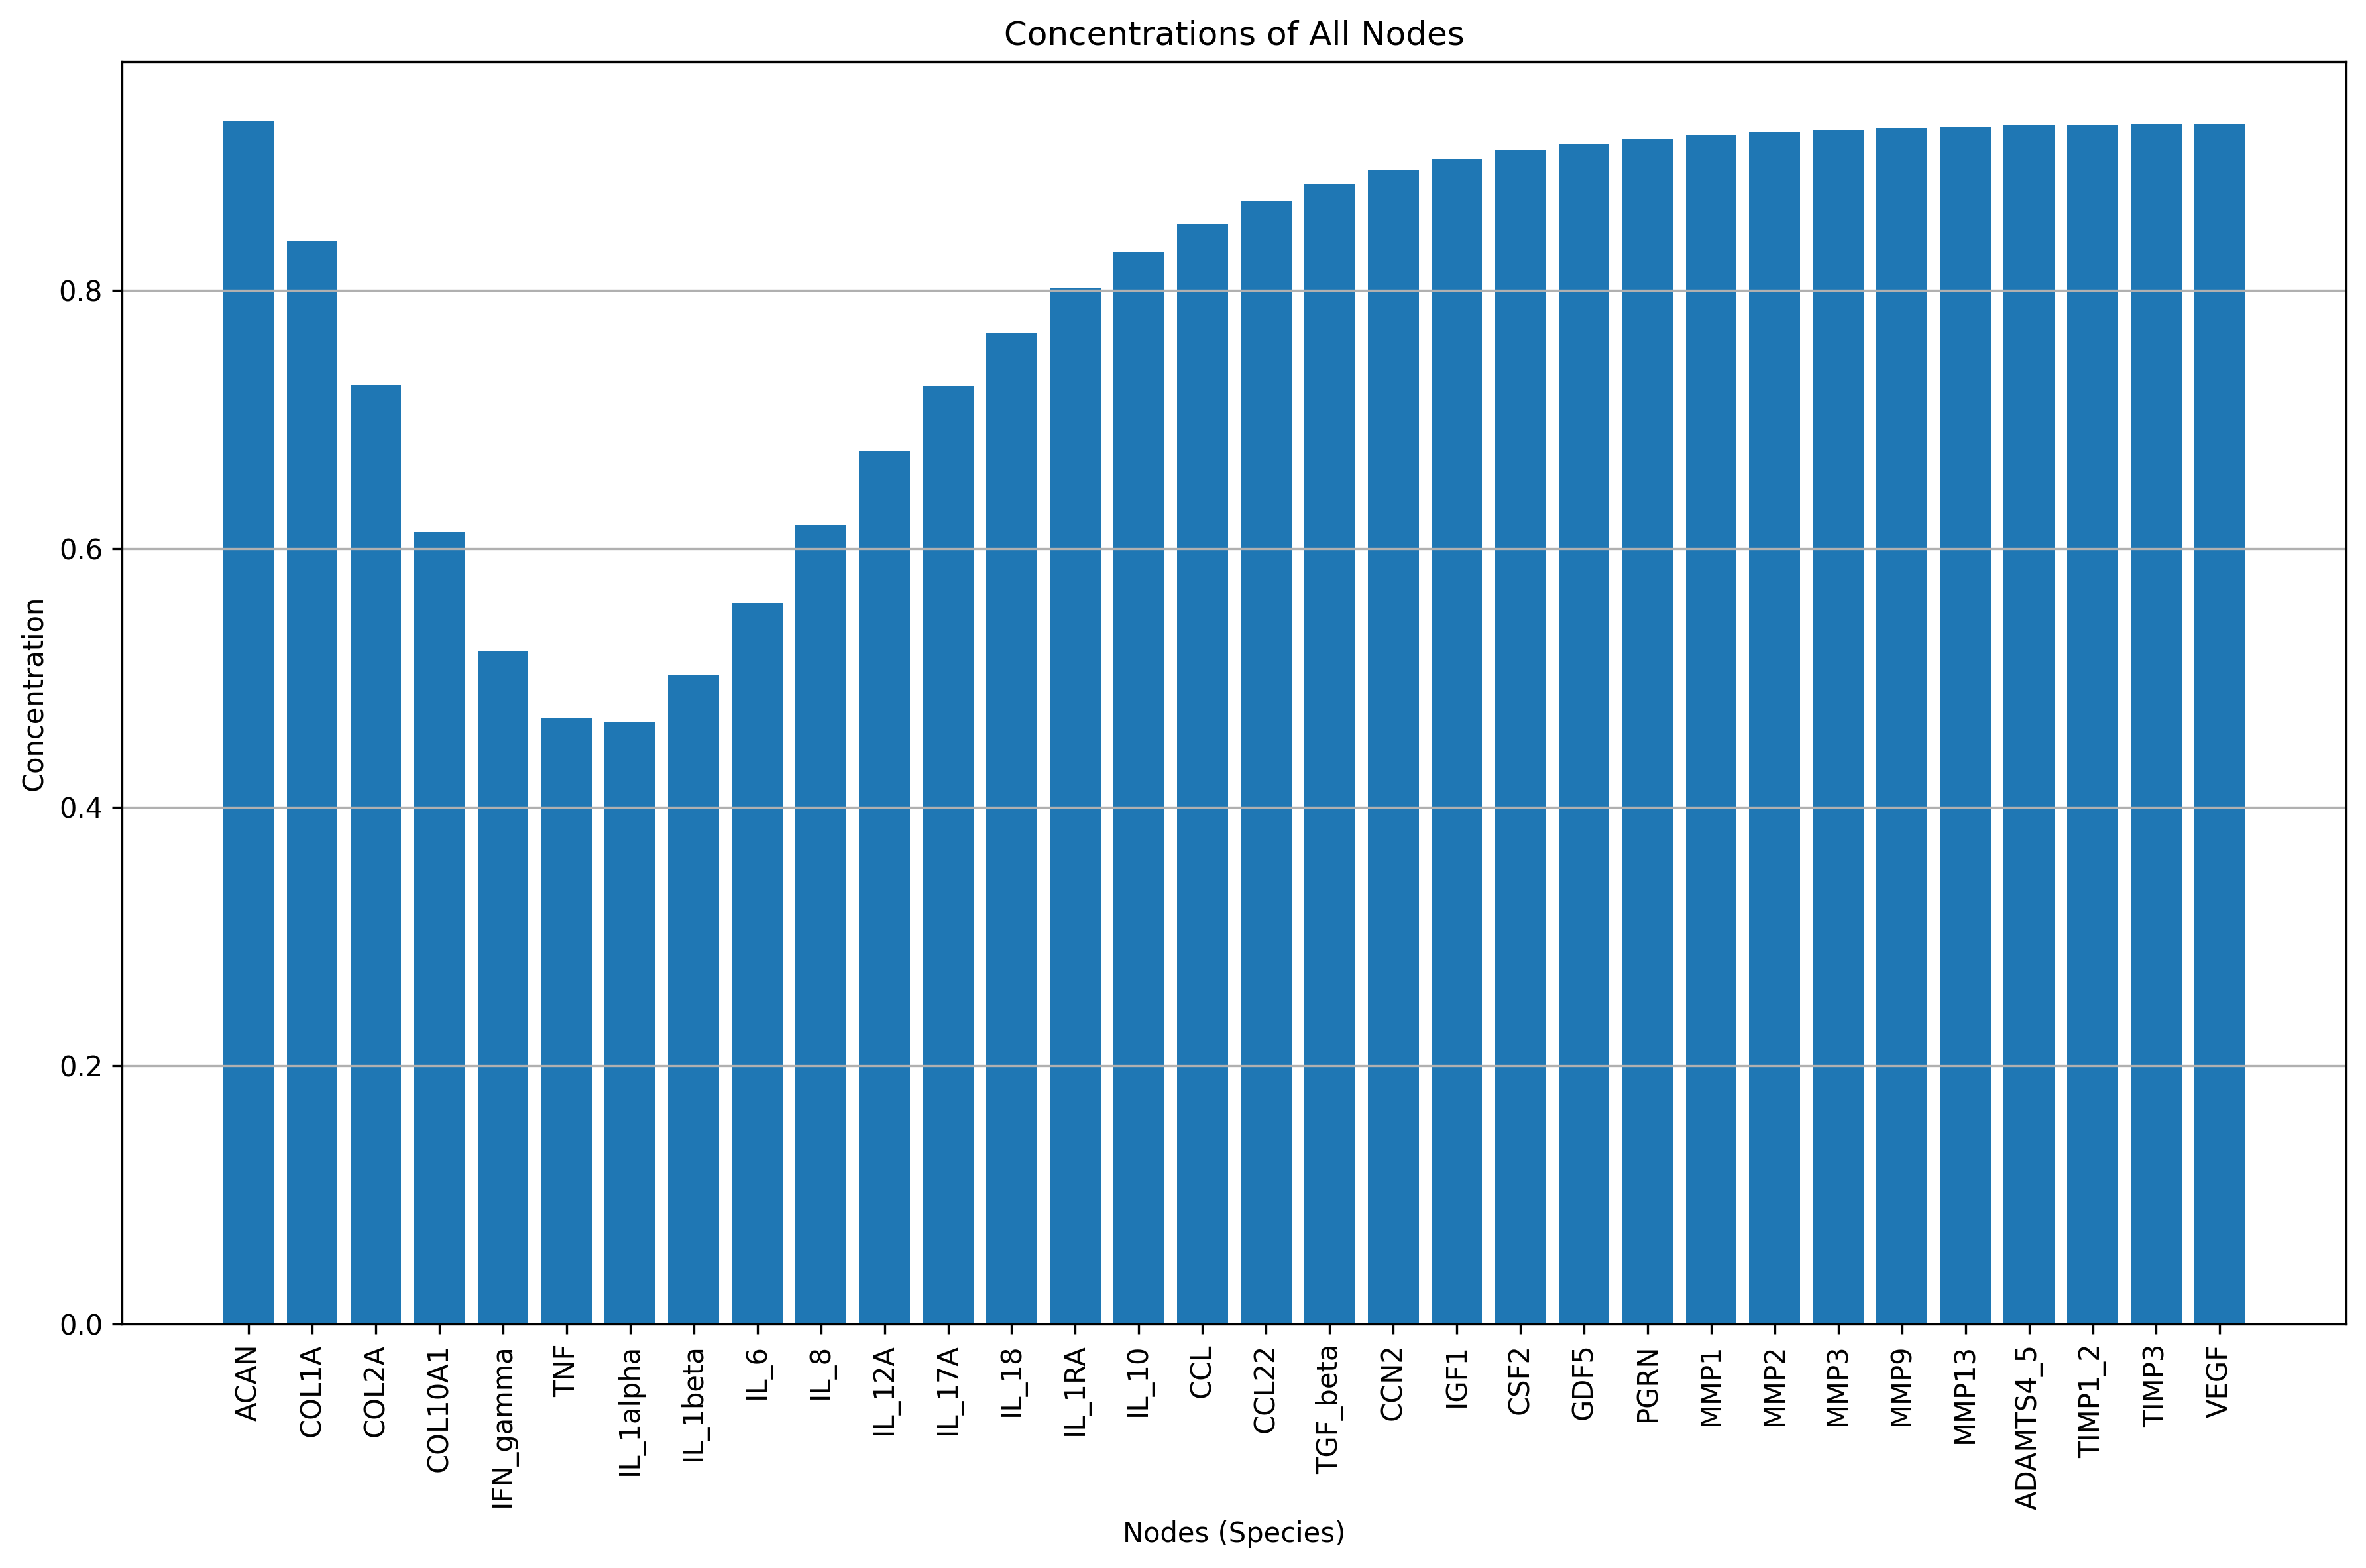 Concentrations of All Nodes
Concentration
0.8
0.6
0.4
0.2
0.0
ACAN
COL1A
COL2A
COL10A1
IFN_gamma
TNF
IL_1alpha
IL_1beta
IL_6
IL_8
IL_12A
IL_17A
IL_18
IL_1RA
IL_10
CCL
CCL22
TGF_beta
CCN2
IGF1
CSF2
GDF5
PGRN
MMP1
MMP2
MMP3
MMP9
MMP13
ADAMTS4_5
TIMP1_2
TIMP3
VEGF
Nodes (Species)